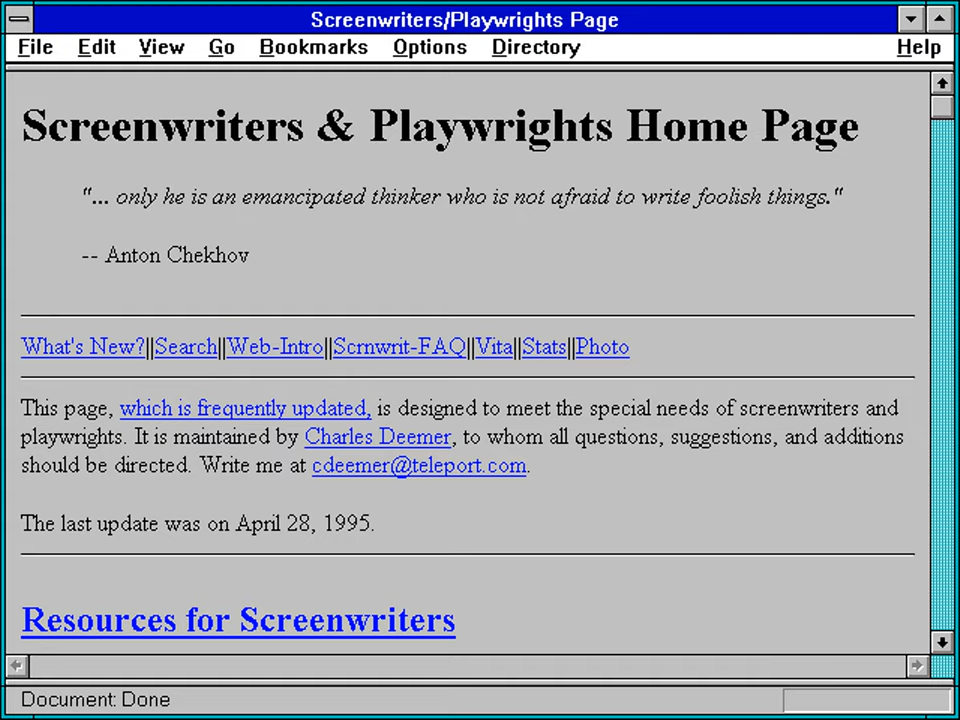 Screenwriters/Playwrights Page
File Edit View Go Bookmarks Options Directory Help
Screenwriters & Playwrights Home Page
"... only he is an emancipated thinker who is not afraid to write foolish things."
-- Anton Chekhov
What's New?||Search||Web-Intro||Scrnwrit-FAQ||Vita||Stats||Photo
This page, which is frequently updated, is designed to meet the special needs of screenwriters and
playwrights. It is maintained by Charles Deemer, to whom all questions, suggestions, and additions
should be directed. Write me at cdeemer@teleport.com.
The last update was on April 28, 1995.
Resources for Screenwriters
Document: Done